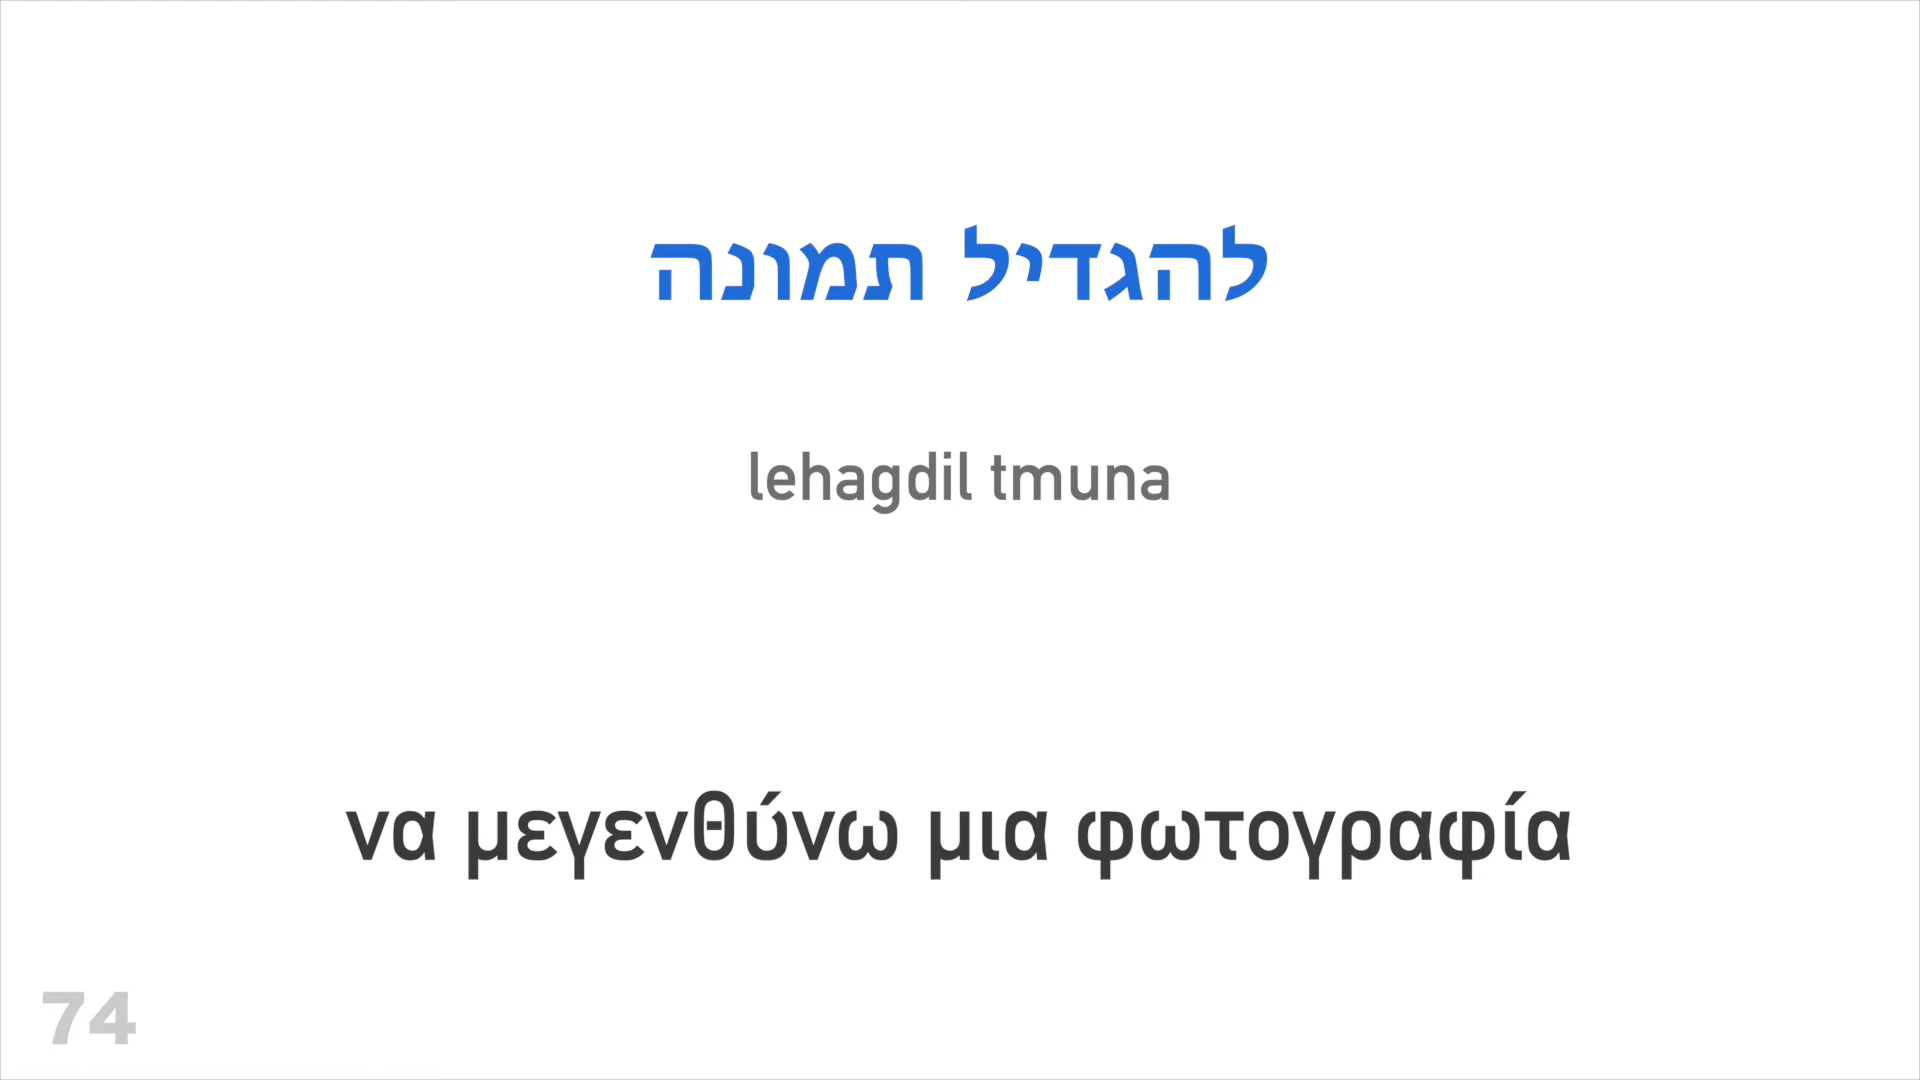 להגדיל תמונה
lehagdil tmuna
να μεγενθύνω μια φωτογραφία
74